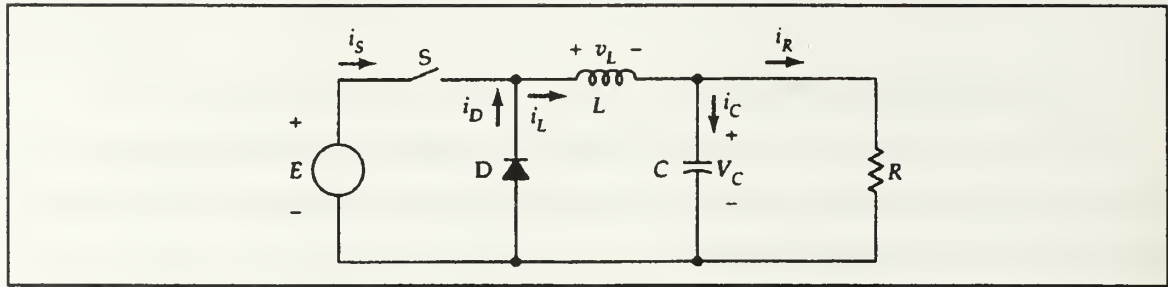 i_S S + v_L − i_R
i_D i_L L i_C
+ +
E D C V_C R
− −